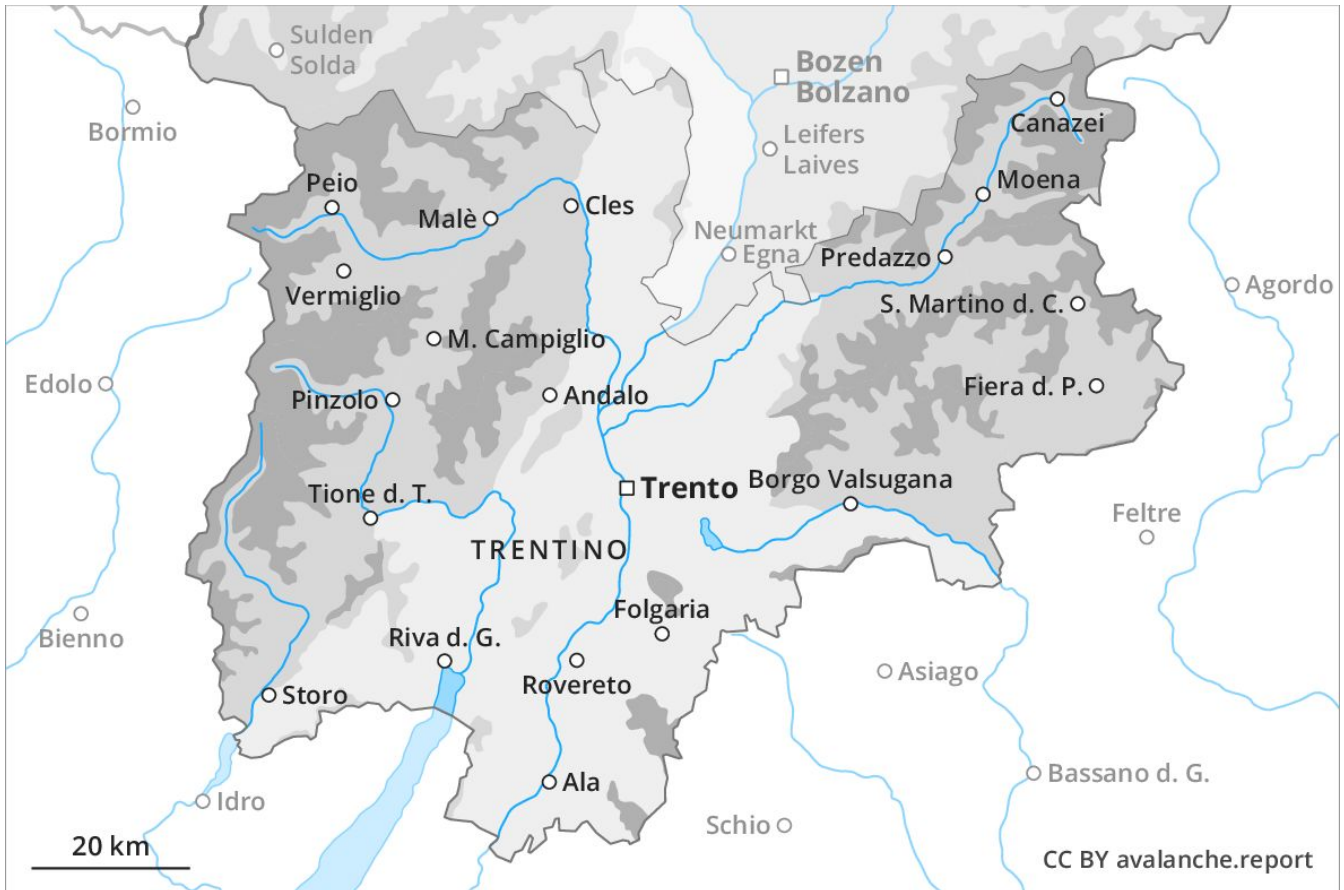 Sulden
Solda
Bozen
Bolzano
Bormio
Canazei
Leifers
Laives
Peio
Moena
Malè
Cles
Neumarkt
Egna
Predazzo
Vermiglio
Agordo
S. Martino d. C.
M. Campiglio
Edolo
Fiera d. P.
Pinzolo
Andalo
Trento
Borgo Valsugana
Tione d. T.
Feltre
TRENTINO
Folgaria
Bienno
Riva d. G.
Asiago
Rovereto
Storo
Bassano d. G.
Ala
Idro
Schio
20 km
CC BY avalanche.report